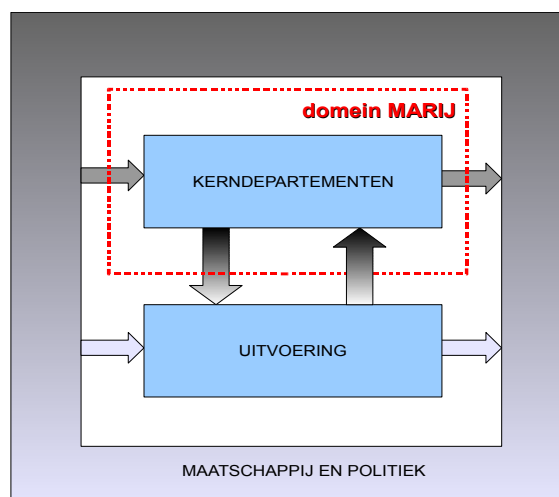 domein MARIJ
KERNDEPARTEMENTEN
UITVOERING
MAATSCHAPPIJ EN POLITIEK